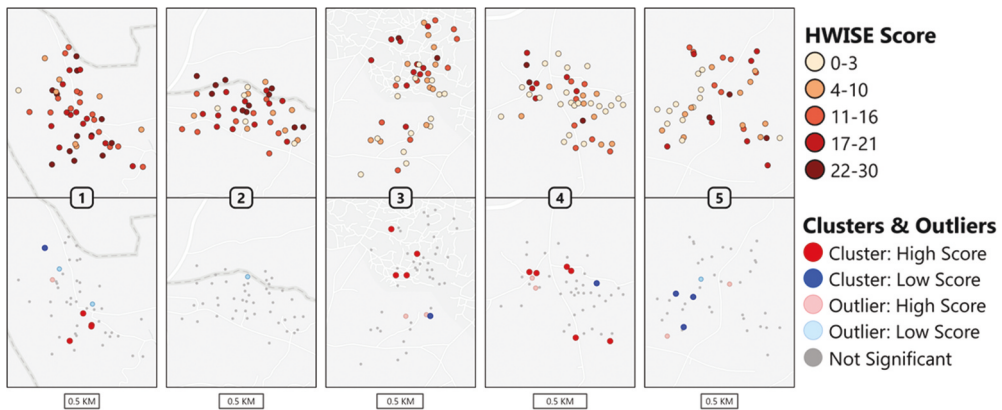 HWISE Score
0-3
4-10
11-16
17-21
22-30
1
2
3
4
5
Clusters & Outliers
Cluster: High Score
Cluster: Low Score
Outlier: High Score
Outlier: Low Score
Not Significant
0.5 KM
0.5 KM
0.5 KM
0.5 KM
0.5 KM